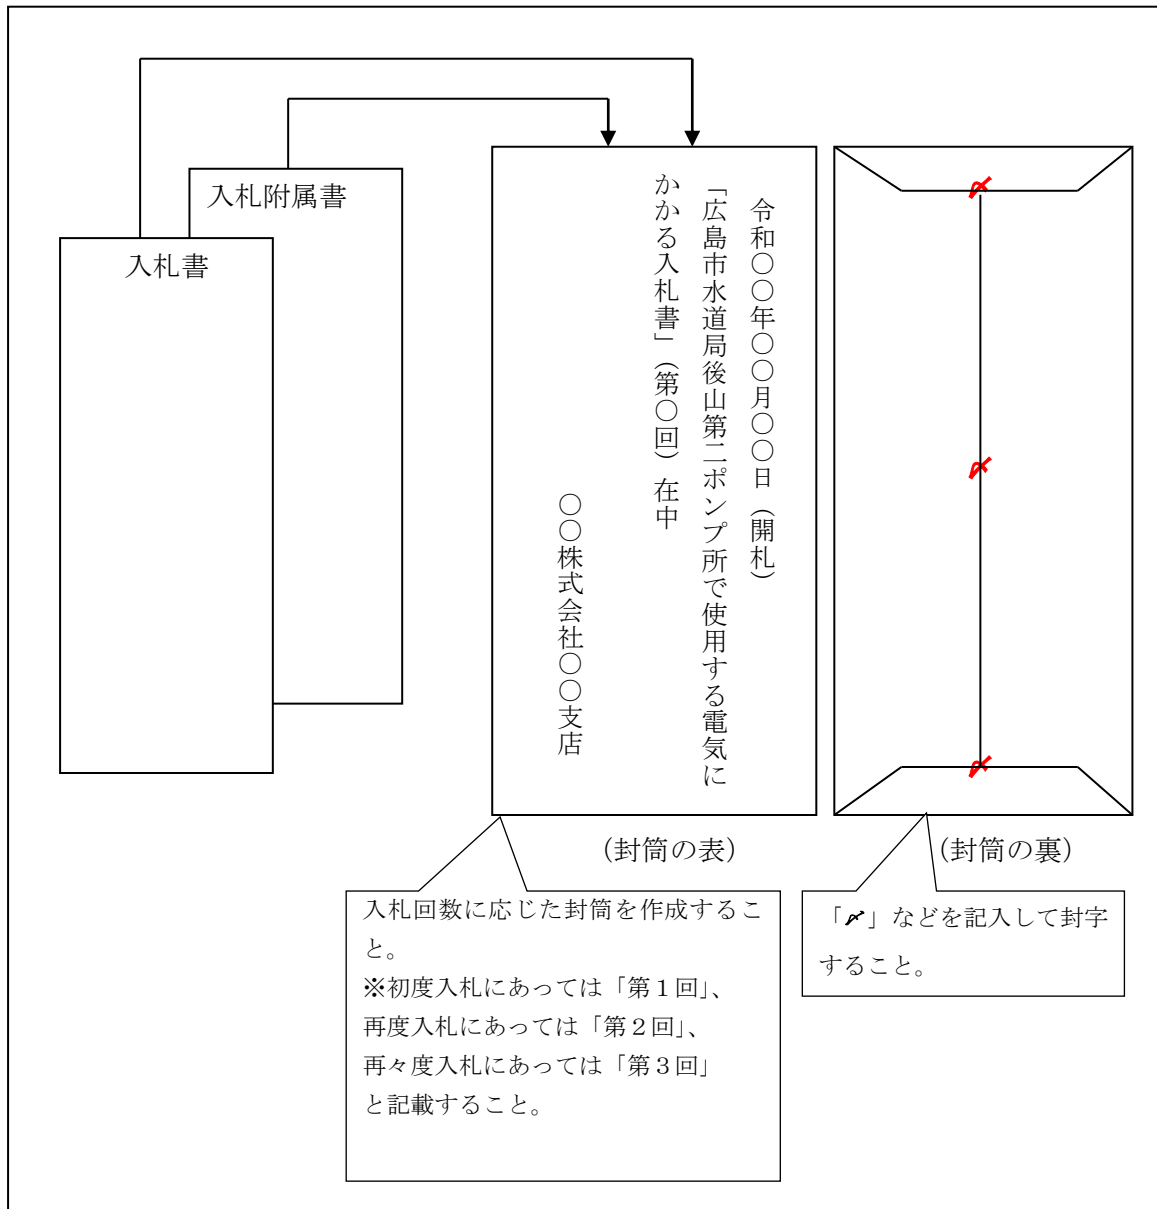 入札附属書
入札書
令和〇〇年〇〇月〇〇日（開札）
「広島市水道局後山第二ポンプ所で使用する電気に
かかる入札書」（第〇回）在中
〇〇株式会社〇〇支店
〆
〆
〆
（封筒の表）
（封筒の裏）
入札回数に応じた封筒を作成するこ
と。
※初度入札にあっては「第１回」、
再度入札にあっては「第２回」、
再々度入札にあっては「第３回」
と記載すること。
「〆」などを記入して封字
すること。